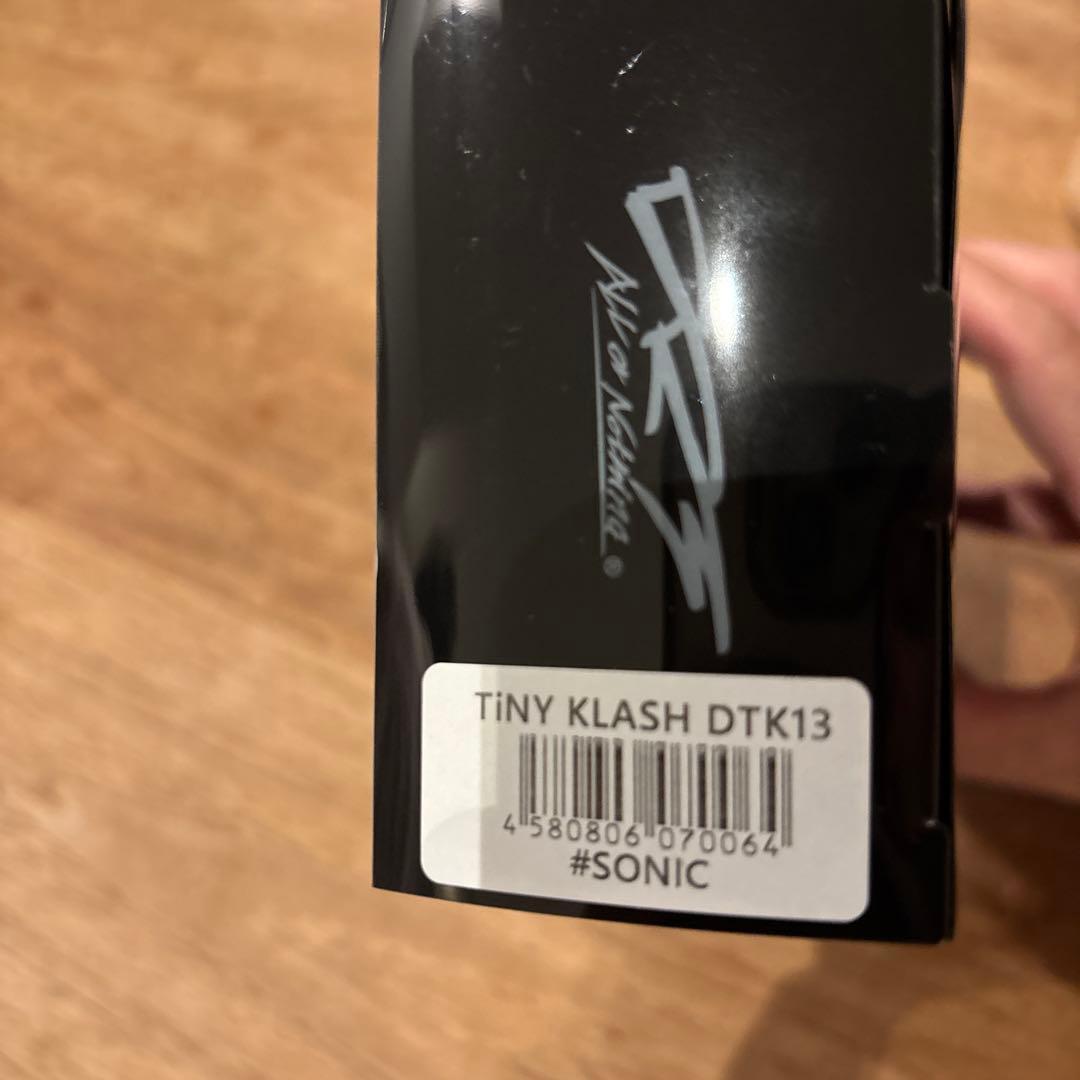 All or Nothing ®
TiNY KLASH DTK13
4 580806 070064
#SONIC